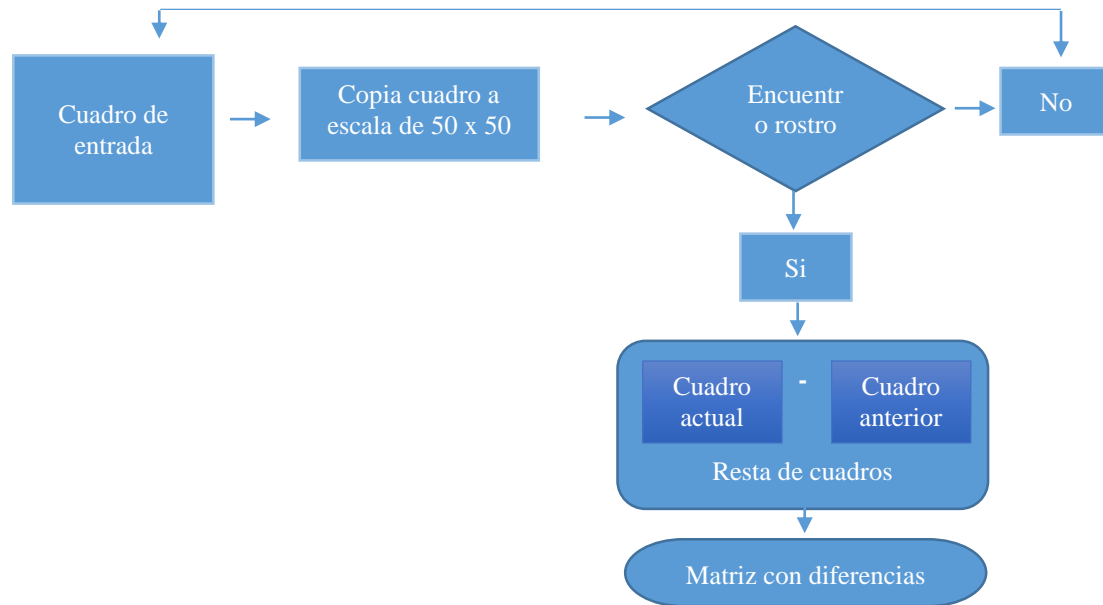 Cuadro de
entrada
Copia cuadro a
escala de 50 x 50
Encuentr
o rostro
No
Si
Cuadro
actual
-
Cuadro
anterior
Resta de cuadros
Matriz con diferencias